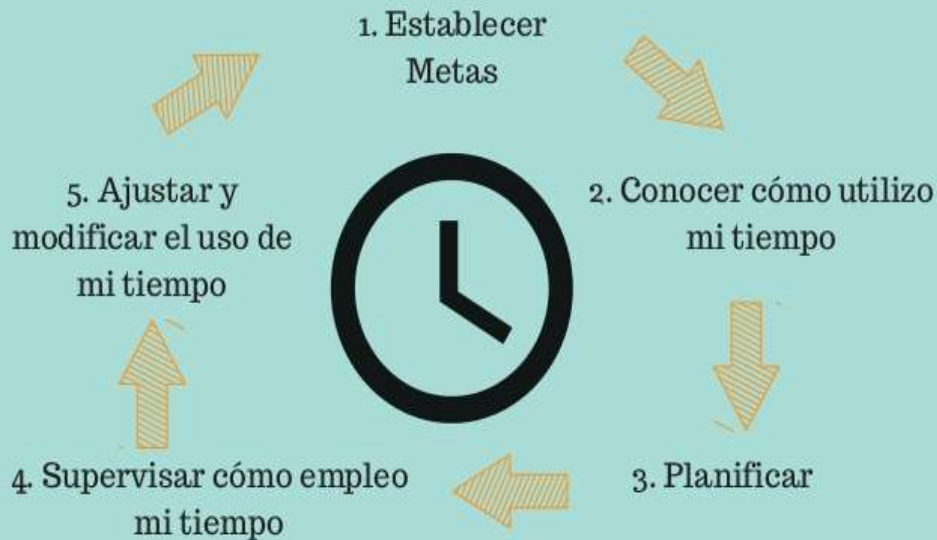 1. Establecer
Metas
2. Conocer cómo utilizo
mi tiempo
3. Planificar
4. Supervisar cómo empleo
mi tiempo
5. Ajustar y
modificar el uso de
mi tiempo